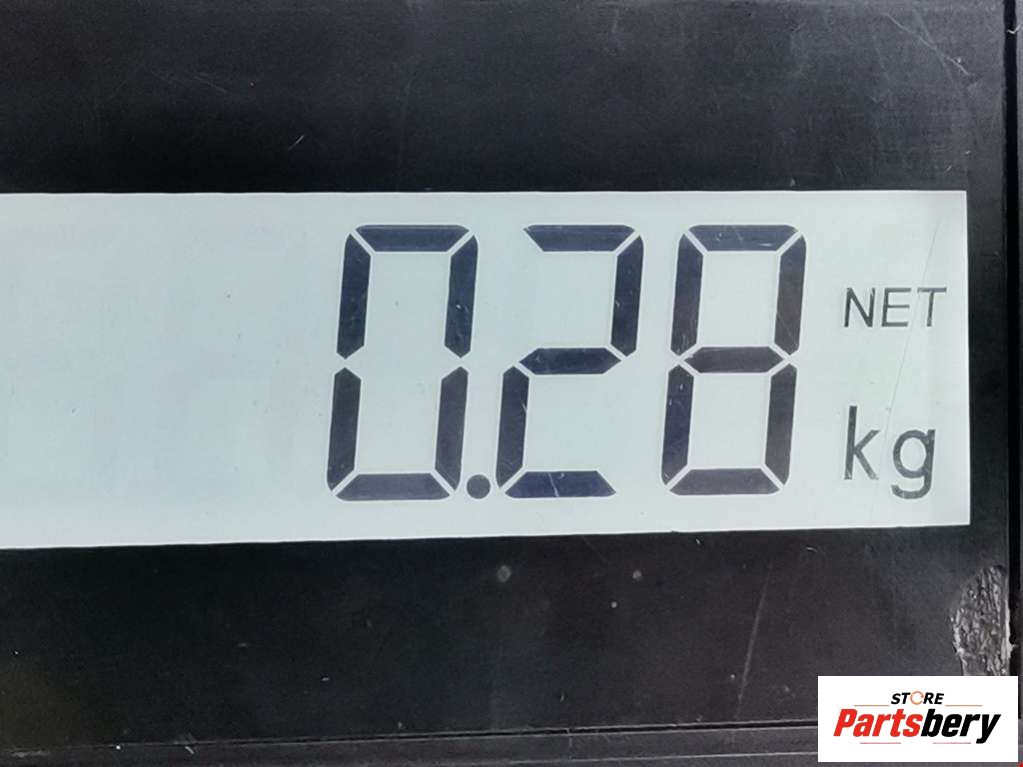 0.28
NET
kg
STORE
Partsbery